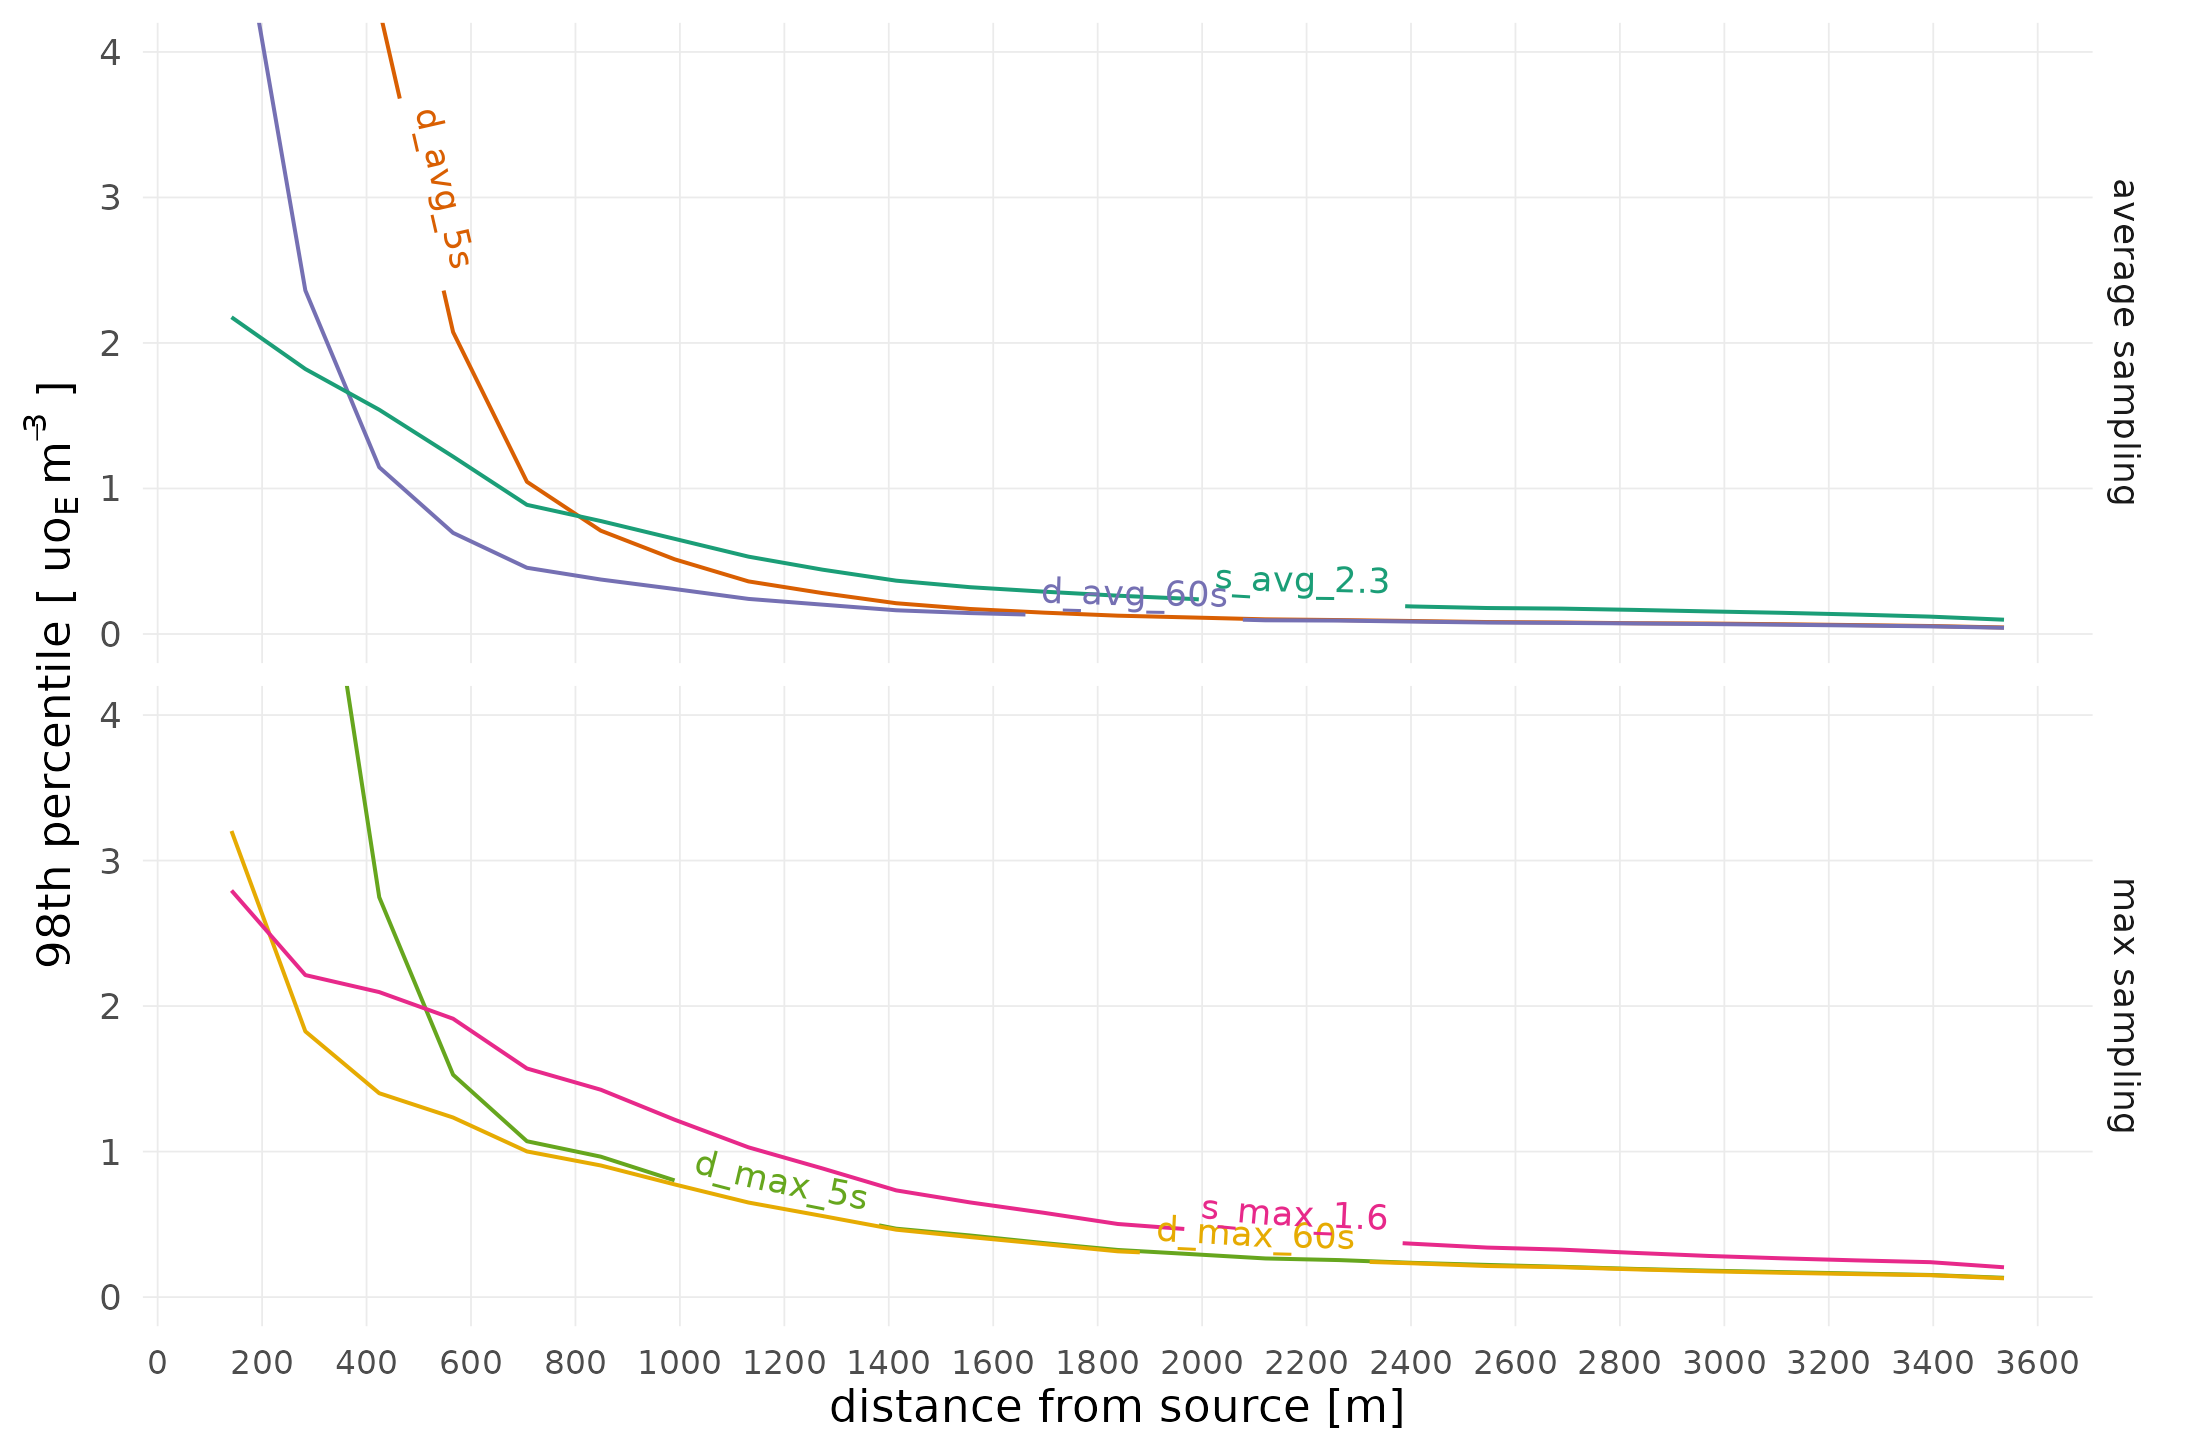 98th percentile [ uoE m−3 ]
4
3
2
1
0
d_avg_5s
d_avg_60s
s_avg_2.3
average sampling
4
3
2
1
0
d_max_5s
s_max_1.6
d_max_60s
max sampling
0 200 400 600 800 1000 1200 1400 1600 1800 2000 2200 2400 2600 2800 3000 3200 3400 3600
distance from source [m]